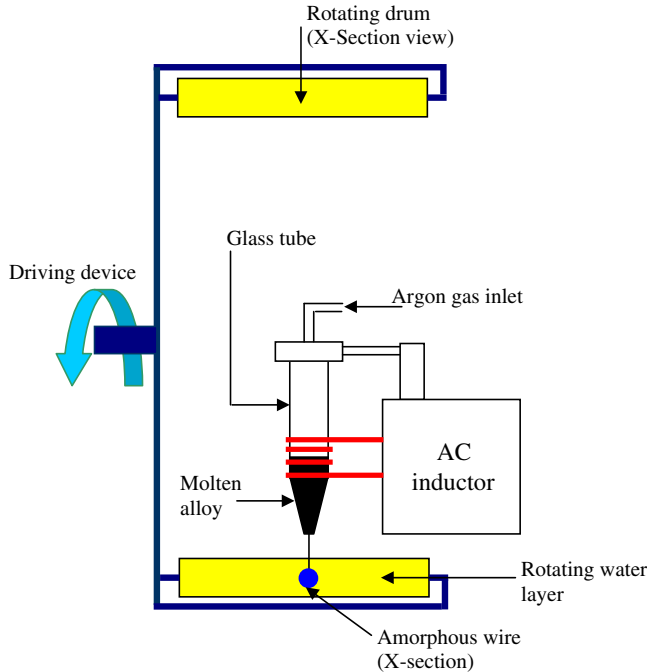 Rotating drum
(X-Section view)
Glass tube
Driving device
Argon gas inlet
AC
inductor
Molten
alloy
Rotating water
layer
Amorphous wire
(X-section)